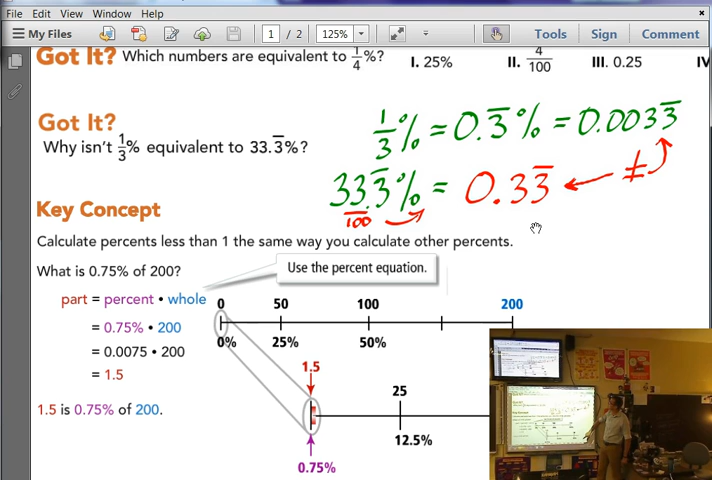 File Edit View Window Help
My Files 1 / 2 125% Tools Sign Comment
Got It? Which numbers are equivalent to 1/4%? I. 25% II. 4/100 III. 0.25 IV
Got It?
Why isn't 1/3% equivalent to 33.3̅%?
1/3% = 0.3̅% = 0.0033̅
33.3̅% = 0.33̅ ← ≠
100
Key Concept
Calculate percents less than 1 the same way you calculate other percents.
What is 0.75% of 200?
Use the percent equation.
part = percent • whole
= 0.75% • 200
= 0.0075 • 200
= 1.5
1.5 is 0.75% of 200.
0 50 100 200
0% 25% 50%
1.5
25
12.5%
0.75%